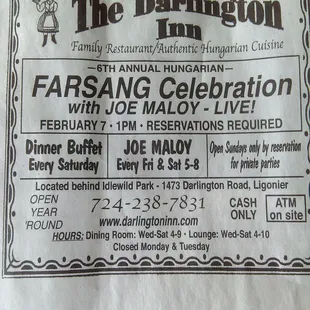 The Darlington
Inn
Family Restaurant/Authentic Hungarian Cuisine
—6TH ANNUAL HUNGARIAN—
FARSANG Celebration
with JOE MALOY - LIVE!
FEBRUARY 7 · 1PM · RESERVATIONS REQUIRED
Dinner Buffet
Every Saturday
JOE MALOY
Every Fri & Sat 5-8
Open Sundays only by reservation
for private parties
Located behind Idlewild Park - 1473 Darlington Road, Ligonier
OPEN
YEAR
'ROUND
724-238-7831
www.darlingtoninn.com
CASH
ONLY
ATM
on site
HOURS: Dining Room: Wed-Sat 4-9 · Lounge: Wed-Sat 4-10
Closed Monday & Tuesday